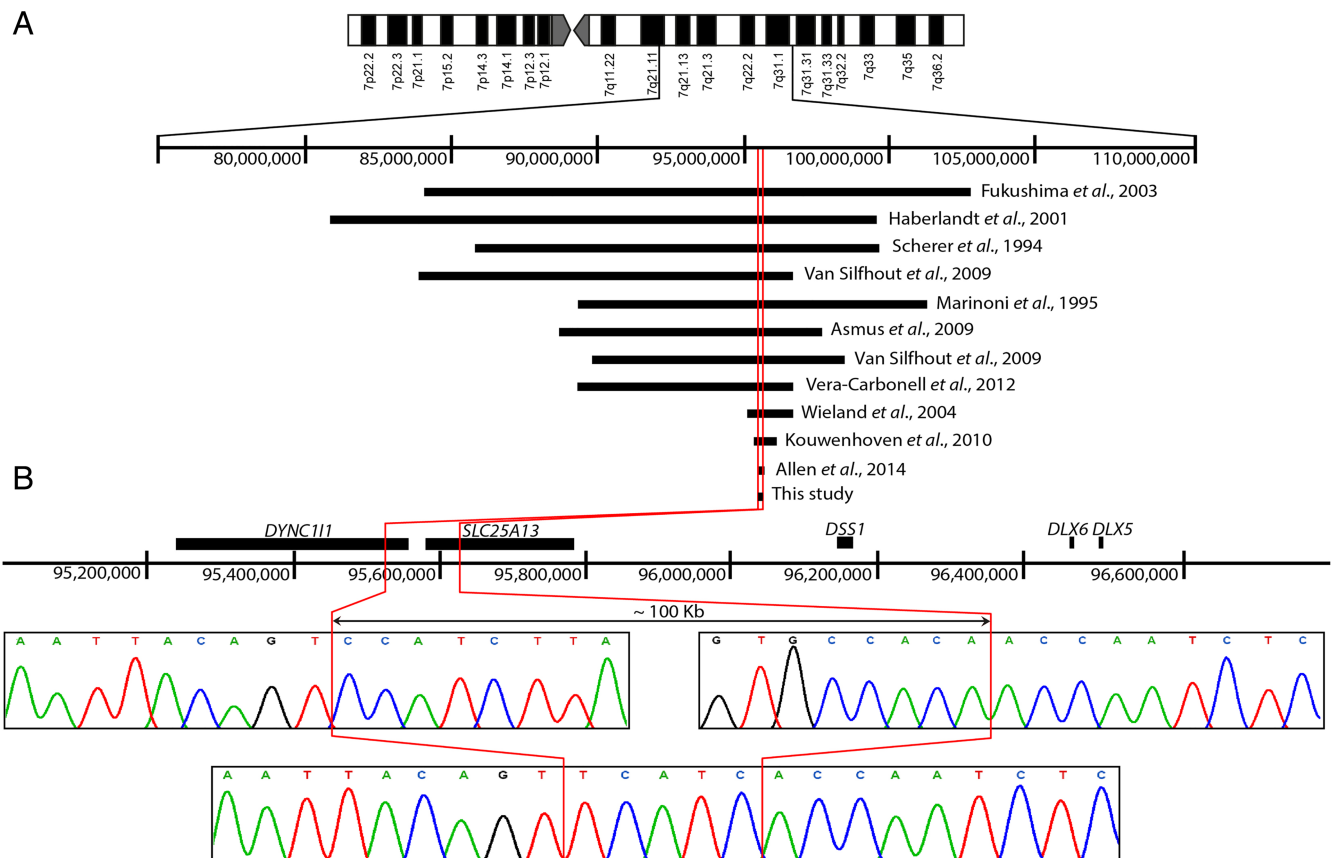 A
7p22.2 7p22.3 7p21.1 7p15.2 7p14.3 7p14.1 7p12.3 7p12.1 7q11.22 7q21.11 7q21.13 7q21.3 7q22.2 7q31.1 7q31.31 7q31.33 7q32.2 7q33 7q35 7q36.2
80,000,000 85,000,000 90,000,000 95,000,000 100,000,000 105,000,000 110,000,000
Fukushima et al., 2003
Haberlandt et al., 2001
Scherer et al., 1994
Van Silfhout et al., 2009
Marinoni et al., 1995
Asmus et al., 2009
Van Silfhout et al., 2009
Vera-Carbonell et al., 2012
Wieland et al., 2004
Kouwenhoven et al., 2010
Allen et al., 2014
This study
B
DYNC1I1 SLC25A13 DSS1 DLX6 DLX5
95,200,000 95,400,000 95,600,000 95,800,000 96,000,000 96,200,000 96,400,000 96,600,000
~ 100 Kb
A A T T A C A G T C C A T C T T A
G T G C C A C A A C C A A T C T C
A A T T A C A G T T C A T C A C C A A T C T C